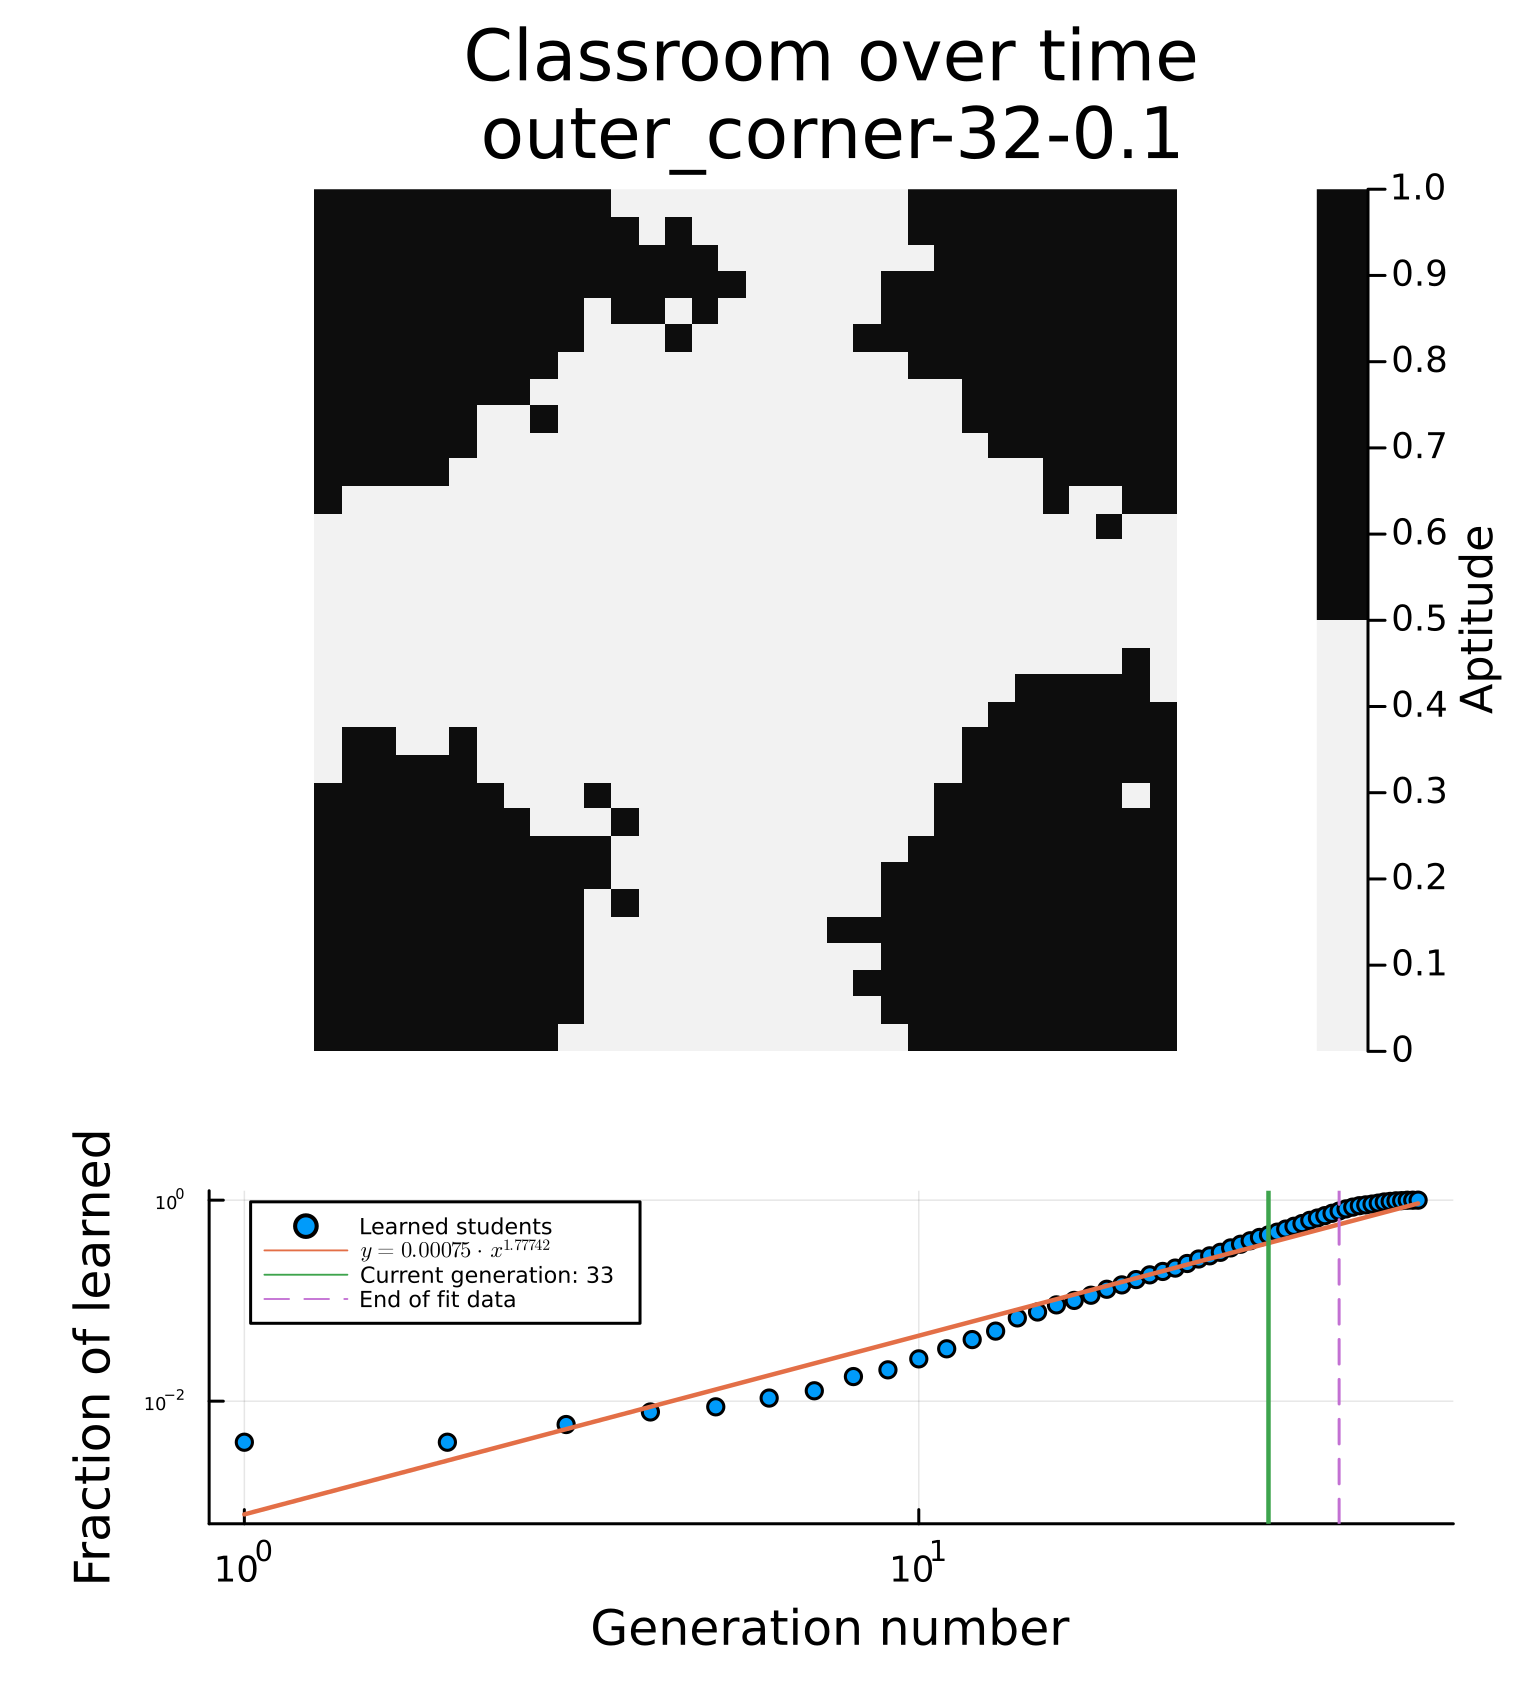 Classroom over time
outer_corner-32-0.1
1.0
0.9
0.8
0.7
0.6
0.5
0.4
0.3
0.2
0.1
0
Aptitude
Fraction of learned
10^0
10^-2
Learned students
y = 0.00075 · x^1.77742
Current generation: 33
End of fit data
10^0
10^1
Generation number